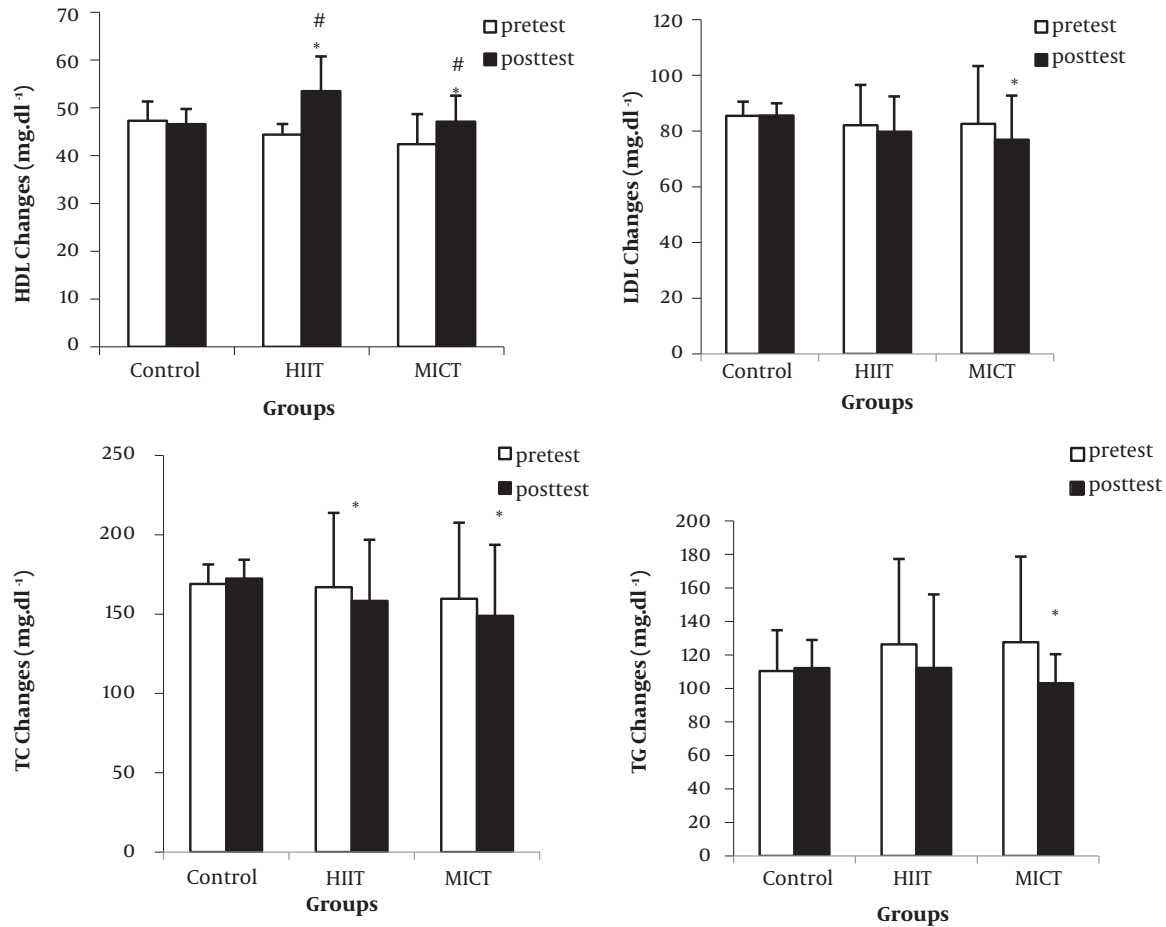 HDL Changes (mg.dl⁻¹)
70
60
50
40
30
20
10
0
pretest
posttest
#
*
#
*
Control HIIT MICT
Groups
LDL Changes (mg.dl⁻¹)
120
100
80
60
40
20
0
pretest
posttest
*
Control HIIT MICT
Groups
TC Changes (mg.dl⁻¹)
250
200
150
100
50
0
pretest
posttest
*
*
Control HIIT MICT
Groups
TG Changes (mg.dl⁻¹)
200
180
160
140
120
100
80
60
40
20
0
pretest
posttest
*
Control HIIT MICT
Groups